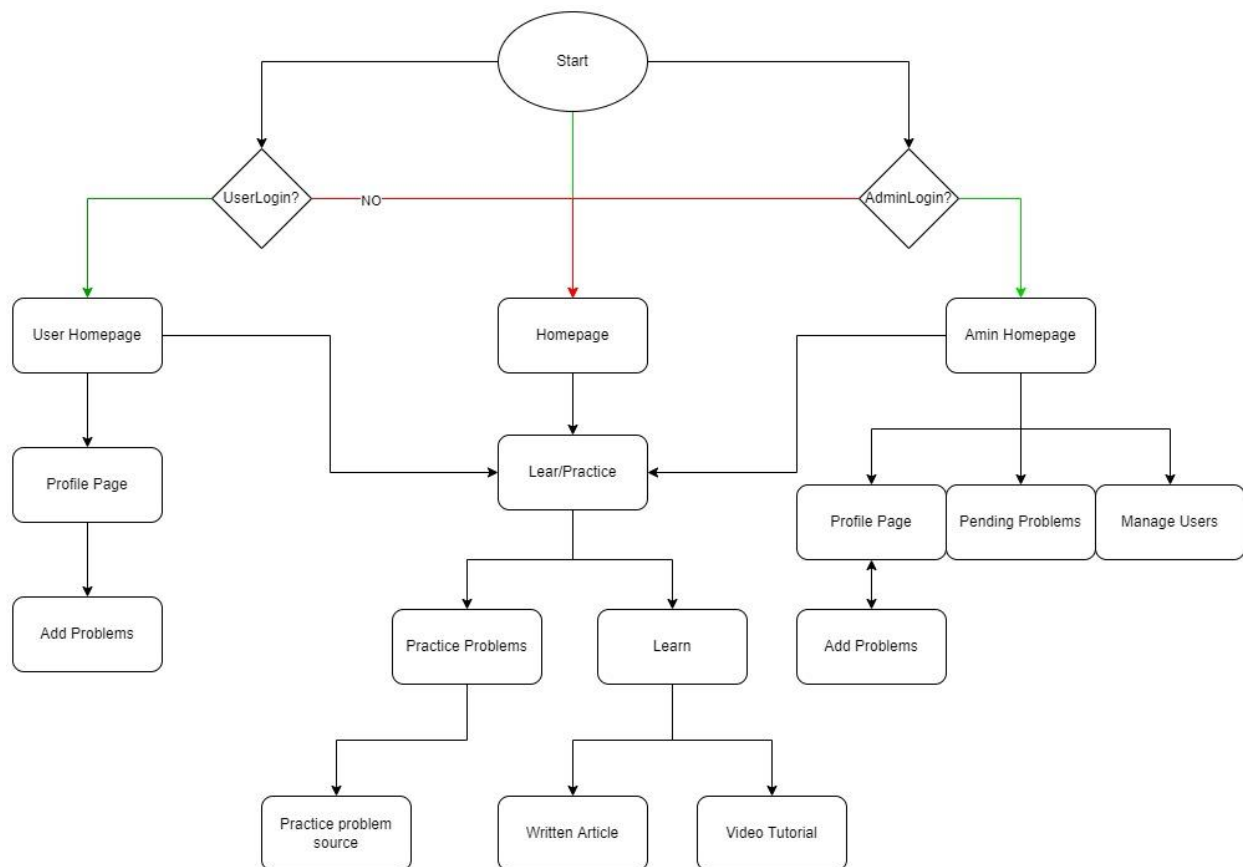 Start
UserLogin?
NO
AdminLogin?
User Homepage
Homepage
Amin Homepage
Lear/Practice
Profile Page
Profile Page
Pending Problems
Manage Users
Add Problems
Practice Problems
Learn
Add Problems
Practice problem
source
Written Article
Video Tutorial